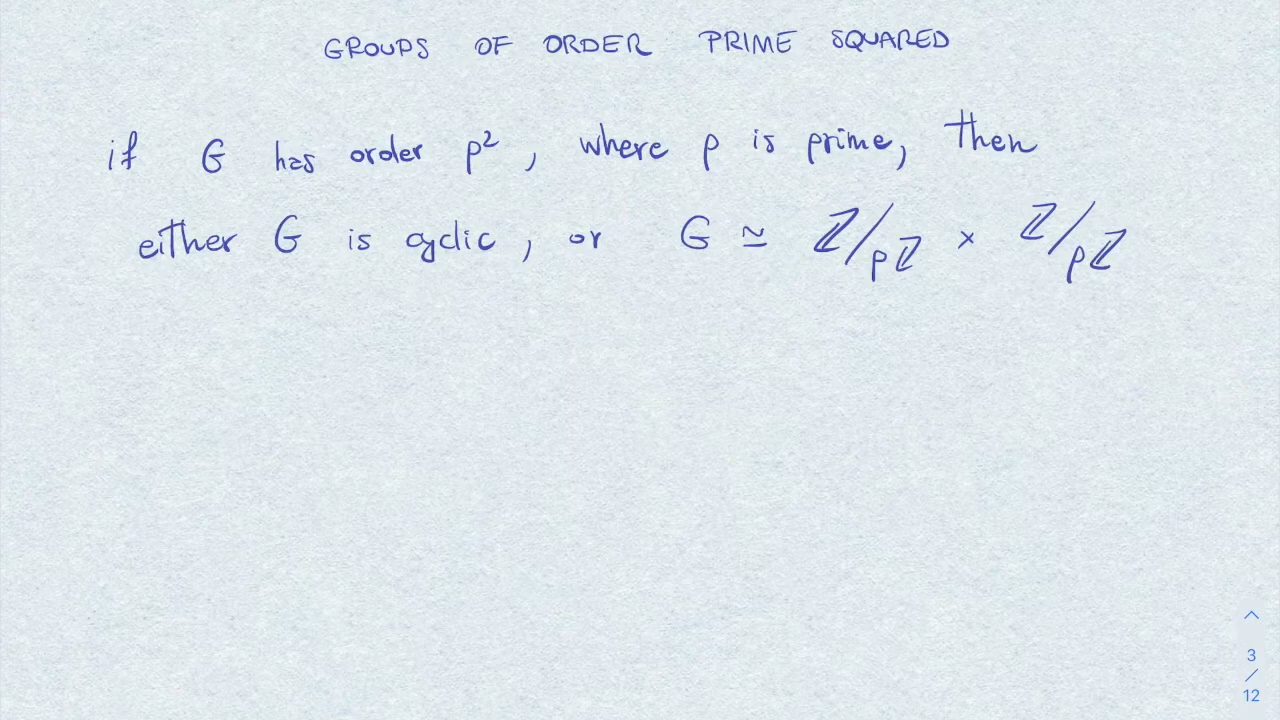 GROUPS OF ORDER PRIME SQUARED
if G has order p², where p is prime, then
either G is cyclic, or G ≃ ℤ/pℤ × ℤ/pℤ
3
/
12